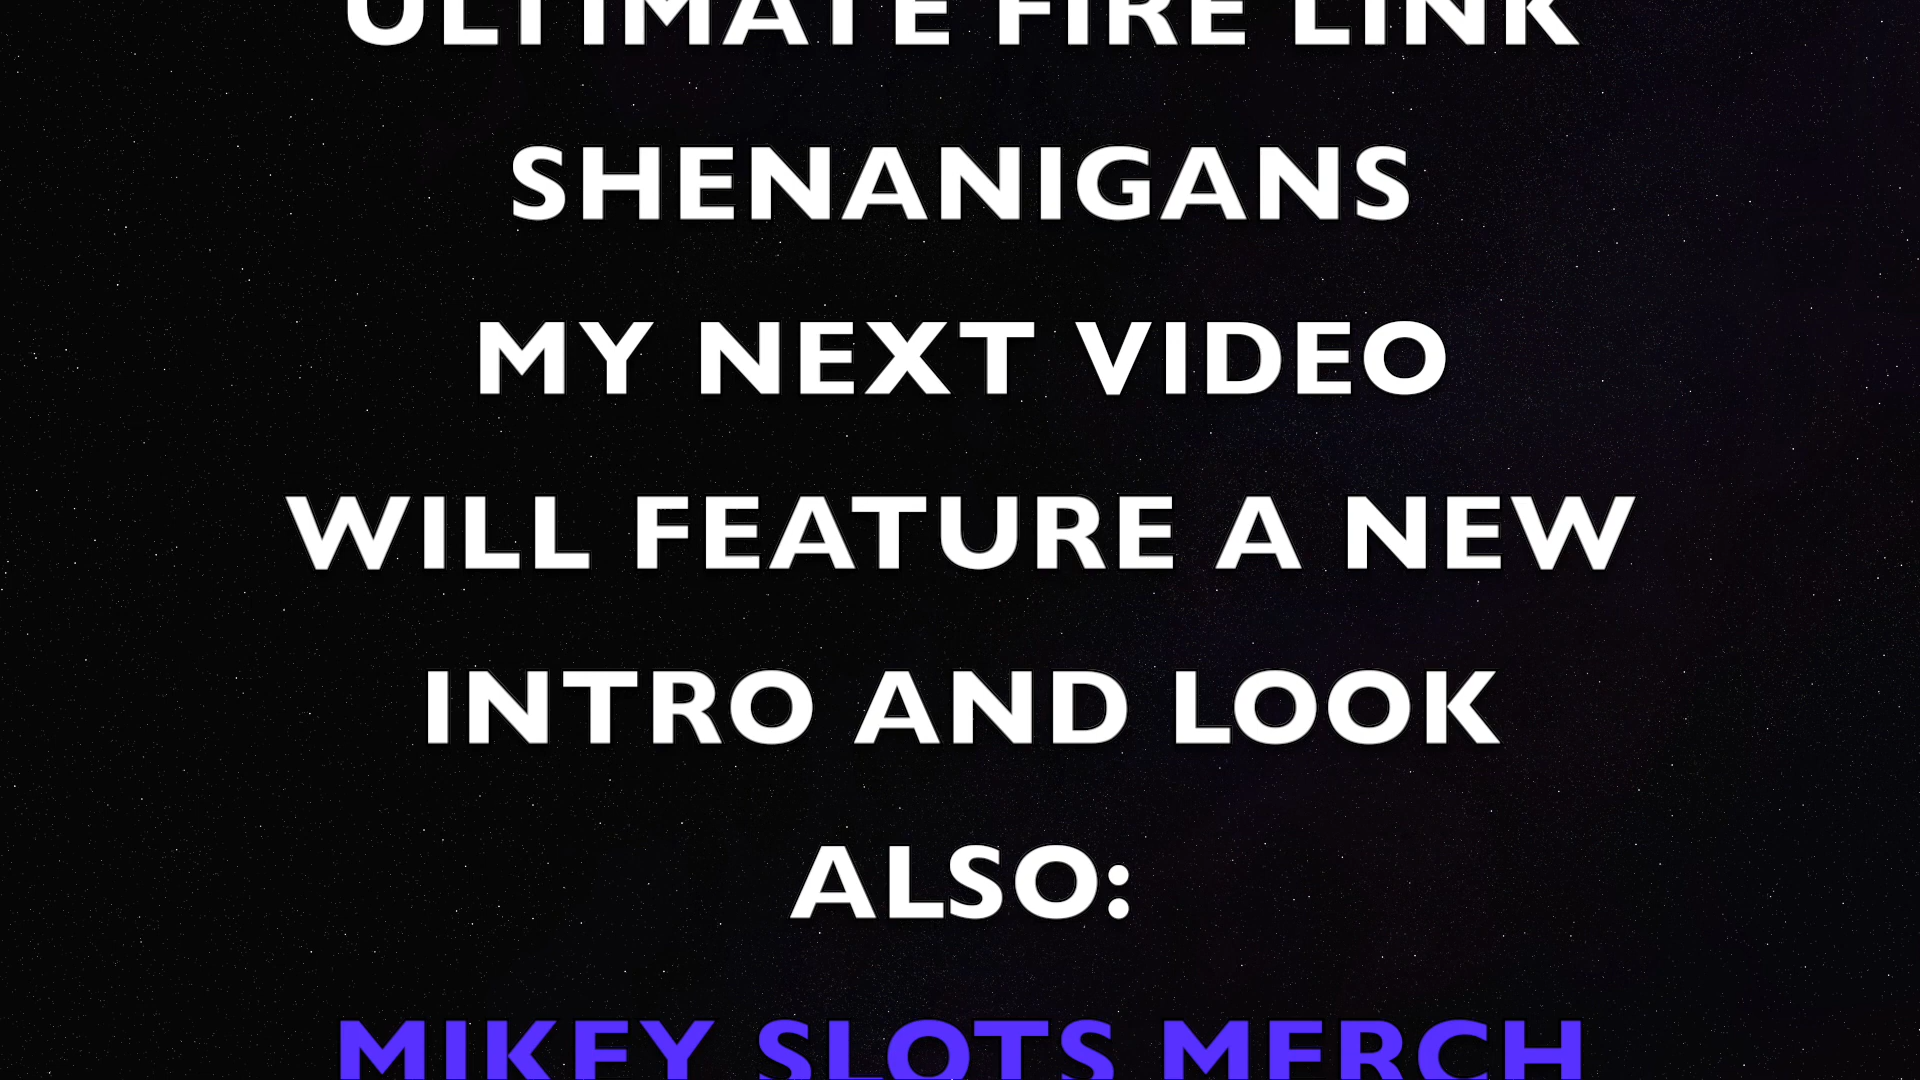 ULTIMATE FIRE LINK
SHENANIGANS
MY NEXT VIDEO
WILL FEATURE A NEW
INTRO AND LOOK
ALSO:
MIKEY SLOTS MERCH